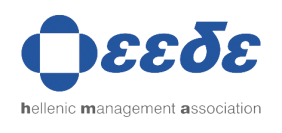 εεδε
hellenic management association